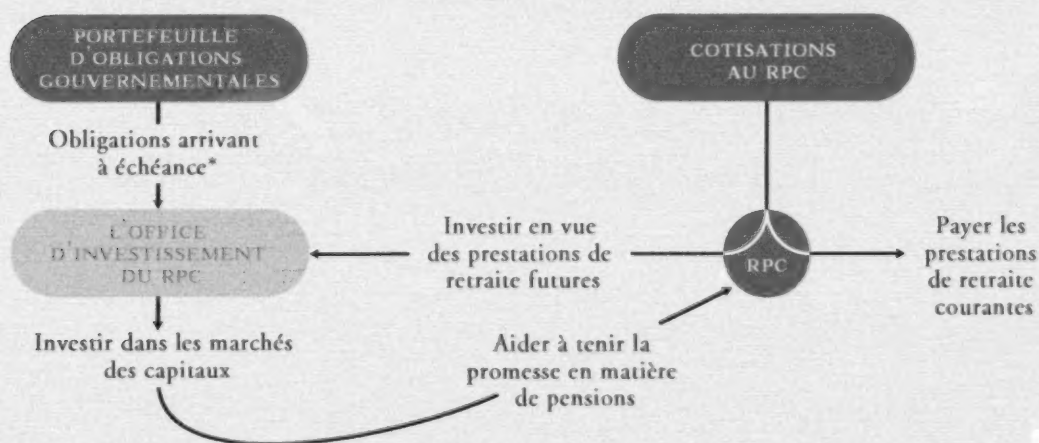 PORTEFEUILLE
D'OBLIGATIONS
GOUVERNEMENTALES
Obligations arrivant
à échéance*
L'OFFICE
D'INVESTISSEMENT
DU RPC
Investir dans les marchés
des capitaux
Aider à tenir la
promesse en matière
de pensions
Investir en vue
des prestations de
retraite futures
COTISATIONS
AU RPC
RPC
Payer les
prestations
de retraite
courantes